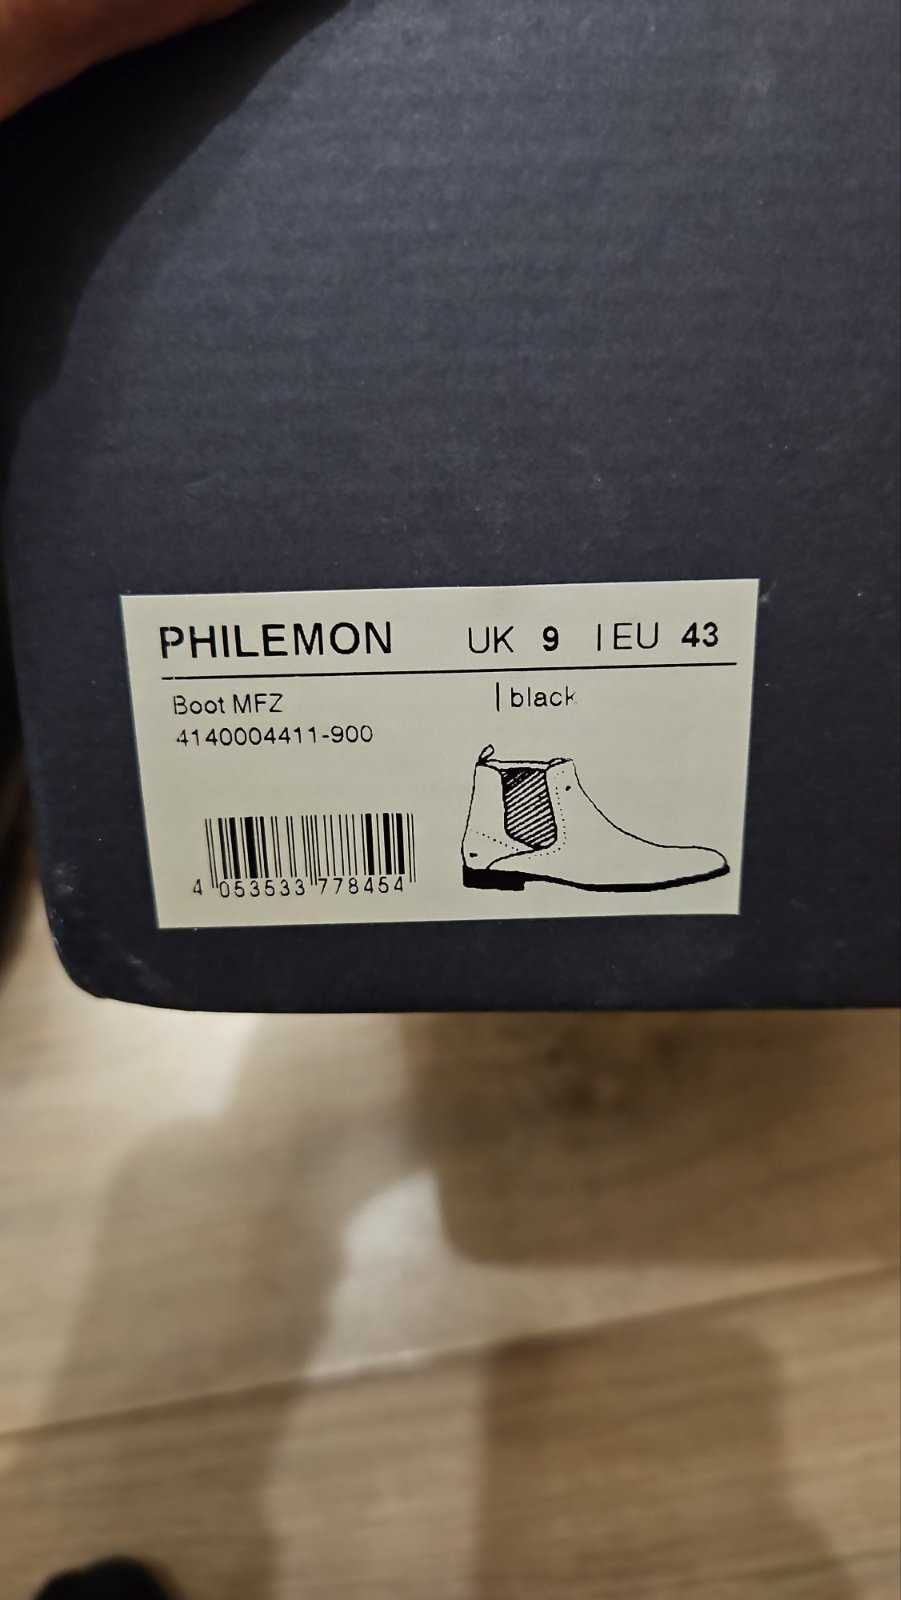 PHILEMON UK 9 | EU 43
Boot MFZ | black
4140004411-900
4 053533 778454